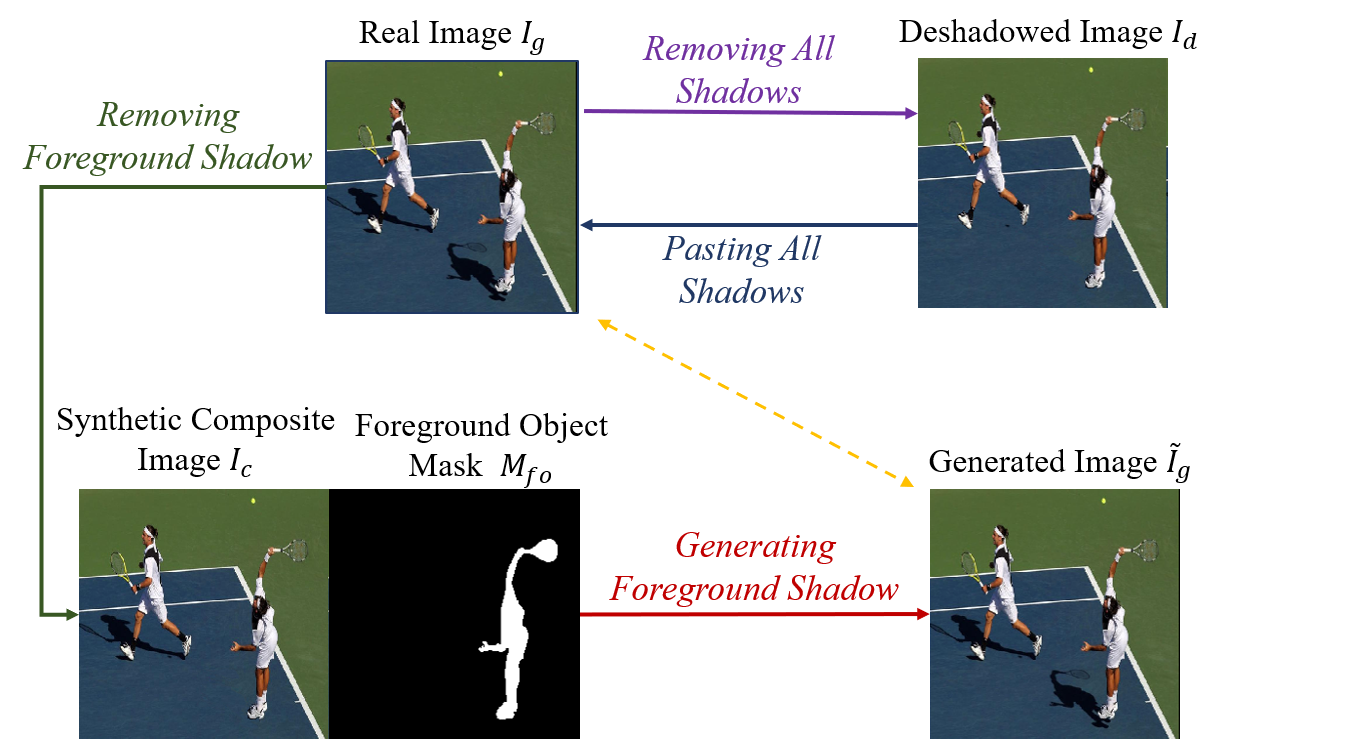 Real Image I_g
Removing All
Shadows
Deshadowed Image I_d
Removing
Foreground Shadow
Pasting All
Shadows
Synthetic Composite
Image I_c
Foreground Object
Mask M_fo
Generating
Foreground Shadow
Generated Image Ĩ_g